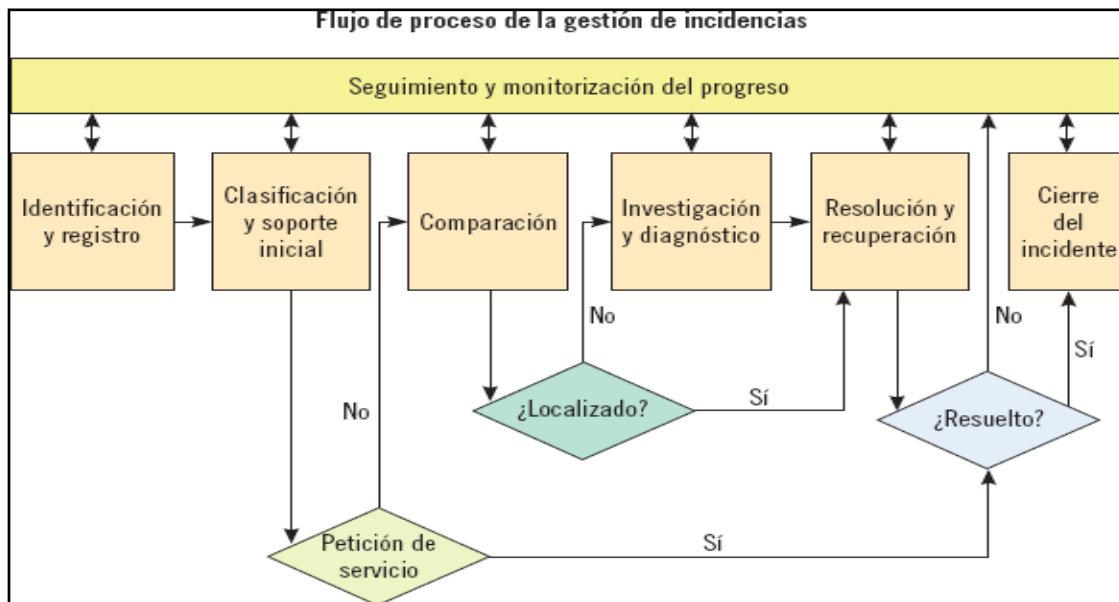 Flujo de proceso de la gestión de incidencias
Seguimiento y monitorización del progreso
Identificación
y registro
Clasificación
y soporte
inicial
Comparación
Investigación
y diagnóstico
Resolución y
recuperación
Cierre
del
incidente
No
No
Sí
No
¿Localizado?
Sí
¿Resuelto?
Petición de
servicio
Sí